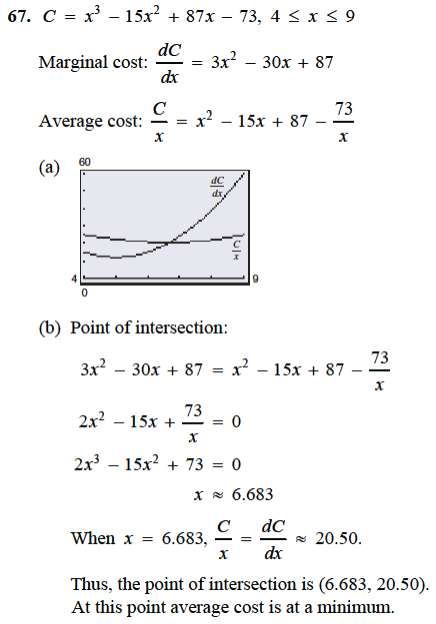 67. C = x³ – 15x² + 87x – 73, 4 ≤ x ≤ 9
Marginal cost: dC/dx = 3x² – 30x + 87
Average cost: C/x = x² – 15x + 87 – 73/x
(a)
60
dC/dx
C/x
4
9
0
(b) Point of intersection:
3x² – 30x + 87 = x² – 15x + 87 – 73/x
2x² – 15x + 73/x = 0
2x³ – 15x² + 73 = 0
x ≈ 6.683
When x = 6.683, C/x = dC/dx ≈ 20.50.
Thus, the point of intersection is (6.683, 20.50).
At this point average cost is at a minimum.